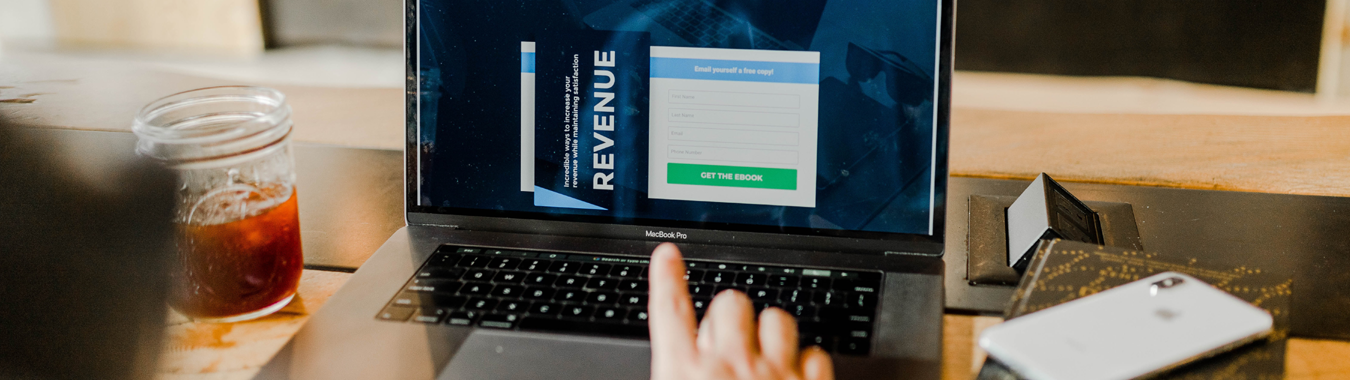 Incredible ways to increase your
revenue while maintaining satisfaction
REVENUE
Email yourself a free copy!
First Name
Last Name
Email
Phone Number
GET THE EBOOK
MacBook Pro